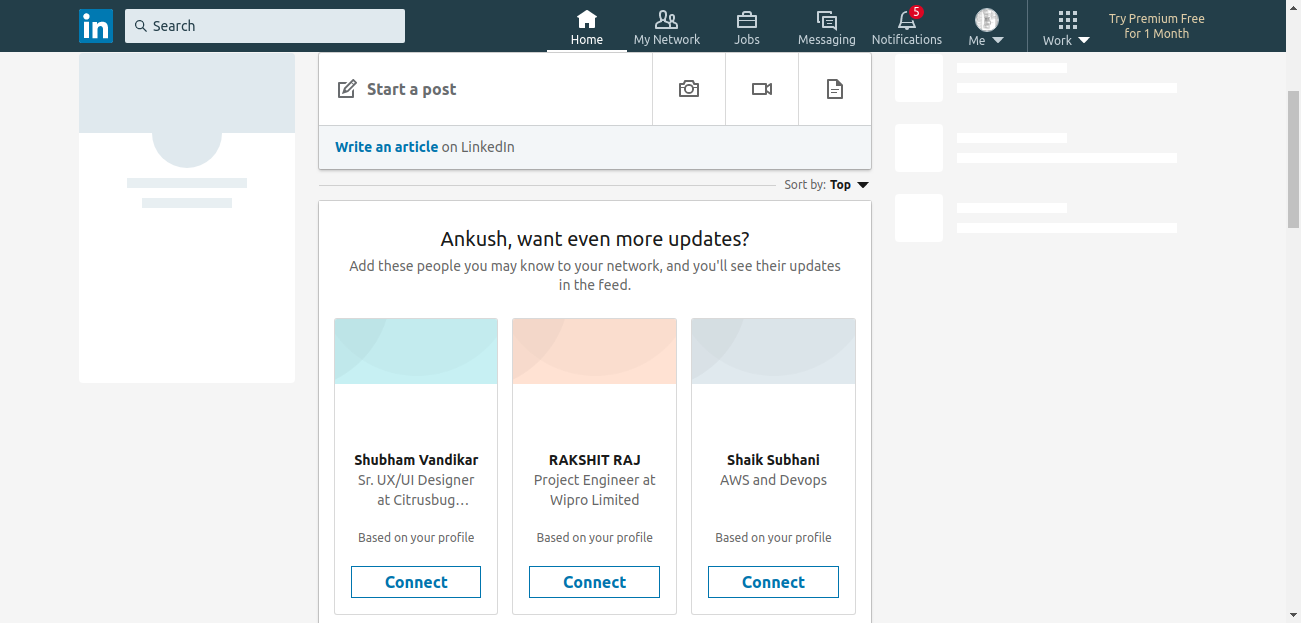 in
Search
Home
My Network
Jobs
Messaging
5
Notifications
Me
Work
Try Premium Free
for 1 Month
Start a post
Write an article on LinkedIn
Sort by: Top
Ankush, want even more updates?
Add these people you may know to your network, and you'll see their updates
in the feed.
Shubham Vandikar
Sr. UX/UI Designer
at Citrusbug…
Based on your profile
Connect
RAKSHIT RAJ
Project Engineer at
Wipro Limited
Based on your profile
Connect
Shaik Subhani
AWS and Devops
Based on your profile
Connect